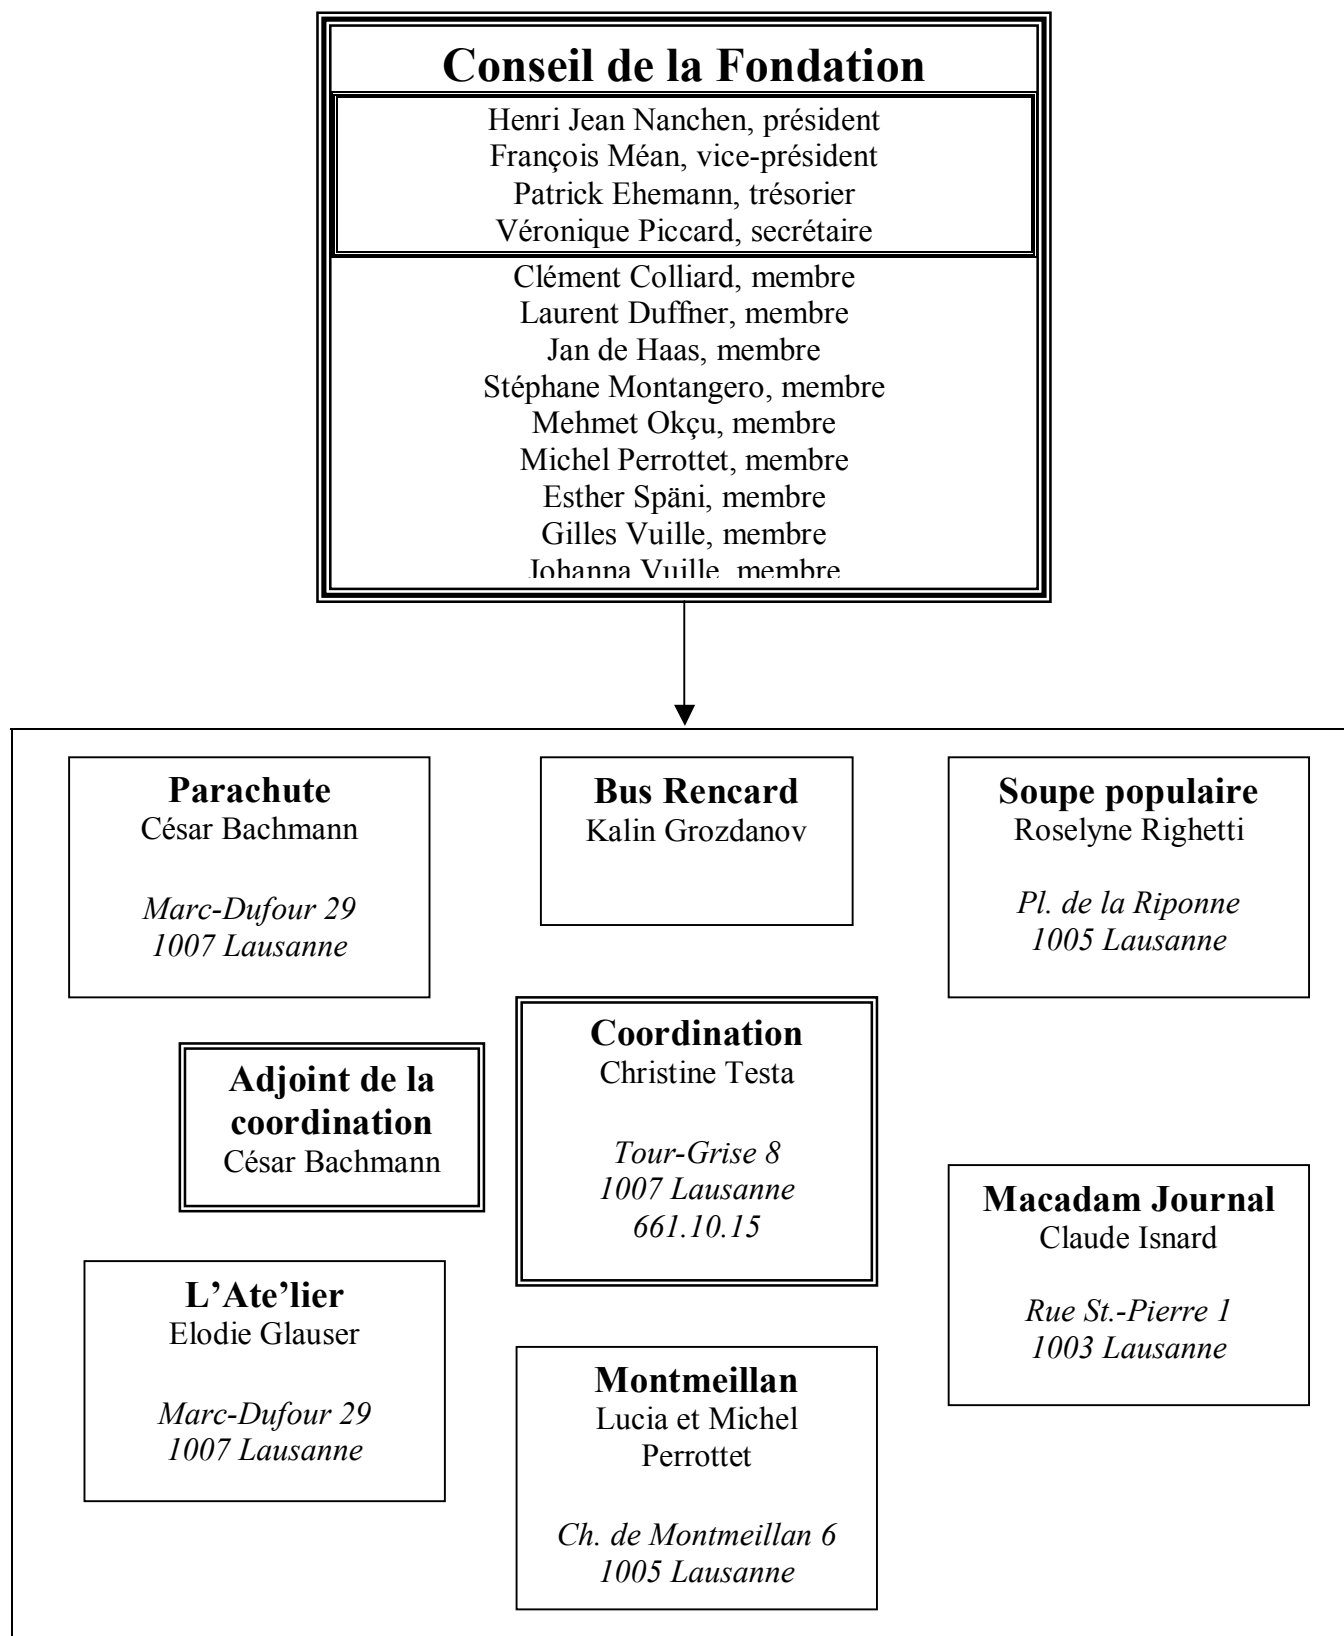 Conseil de la Fondation
Henri Jean Nanchen, président
François Méan, vice-président
Patrick Ehemann, trésorier
Véronique Piccard, secrétaire
Clément Colliard, membre
Laurent Duffner, membre
Jan de Haas, membre
Stéphane Montangero, membre
Mehmet Okçu, membre
Michel Perrottet, membre
Esther Späni, membre
Gilles Vuille, membre
Johanna Vuille, membre
Parachute
César Bachmann
Marc-Dufour 29
1007 Lausanne
Bus Rencard
Kalin Grozdanov
Soupe populaire
Roselyne Righetti
Pl. de la Riponne
1005 Lausanne
Adjoint de la
coordination
César Bachmann
Coordination
Christine Testa
Tour-Grise 8
1007 Lausanne
661.10.15
Macadam Journal
Claude Isnard
Rue St.-Pierre 1
1003 Lausanne
L’Ate’lier
Elodie Glauser
Marc-Dufour 29
1007 Lausanne
Montmeillan
Lucia et Michel
Perrottet
Ch. de Montmeillan 6
1005 Lausanne